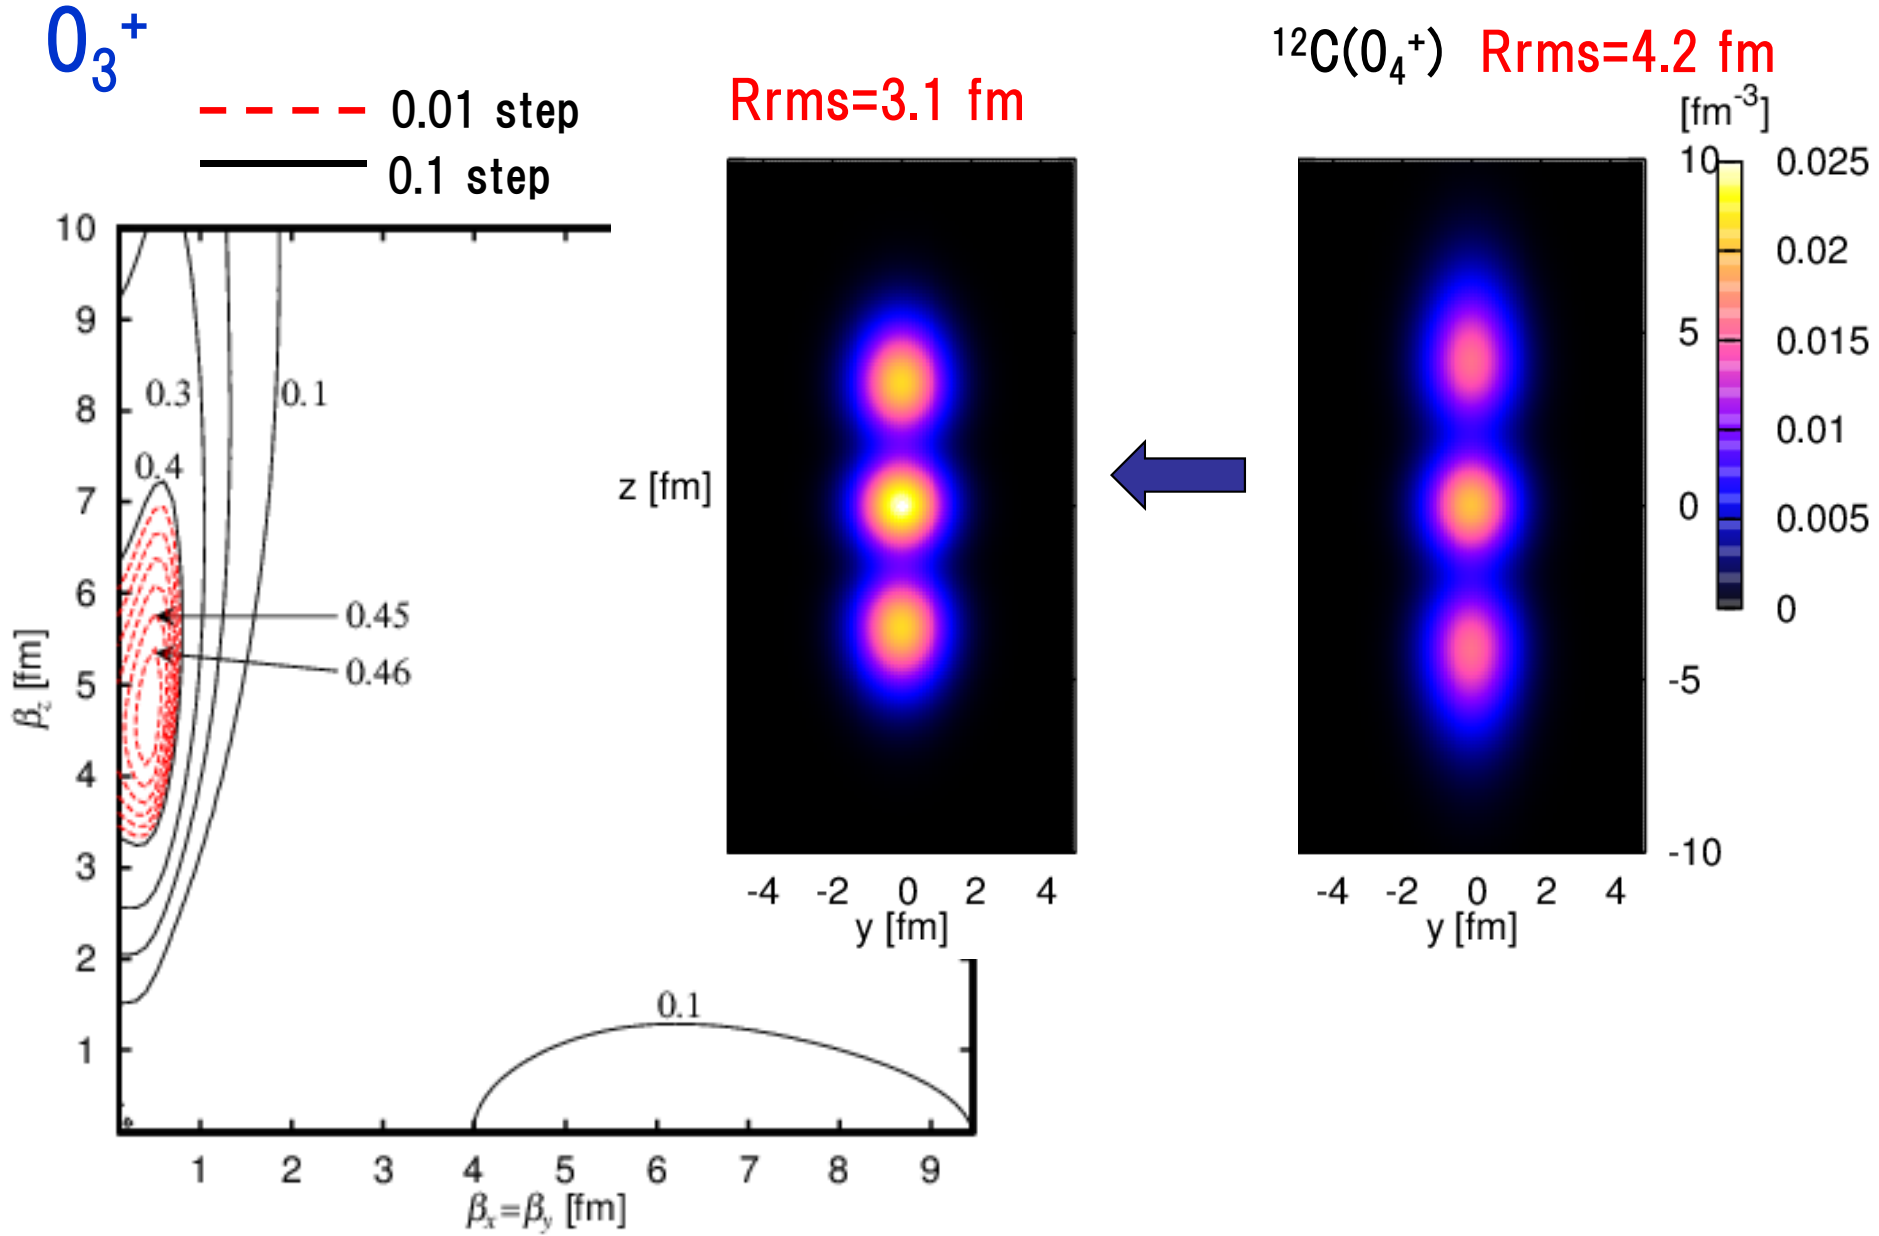 0₃⁺
0.01 step
0.1 step
Rrms=3.1 fm
¹²C(0₄⁺) Rrms=4.2 fm
[fm⁻³]
10
9
8
7
6
5
4
3
2
1
βz [fm]
1 2 3 4 5 6 7 8 9
βx=βy [fm]
0.3
0.1
0.4
0.45
0.46
0.1
z [fm]
-4 -2 0 2 4
y [fm]
-4 -2 0 2 4
y [fm]
10
5
0
-5
-10
0.025
0.02
0.015
0.01
0.005
0